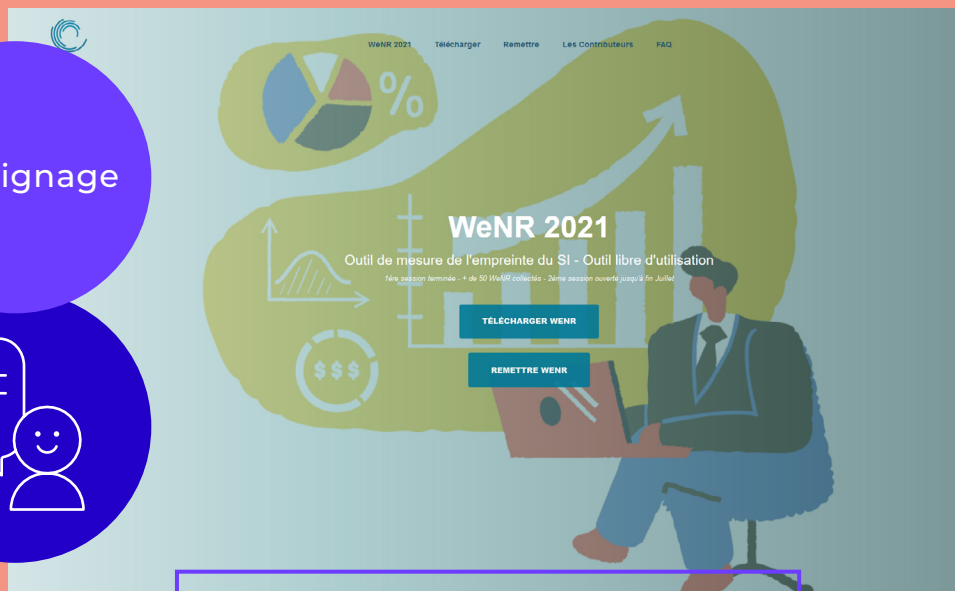 WeNR 2021 Télécharger Remettre Les Contributeurs FAQ
%
ignage
WeNR 2021
Outil de mesure de l'empreinte du SI - Outil libre d'utilisation
1ère session terminée - + de 50 WeNR collectés - 2ème session ouverte jusqu'à fin Juillet
TÉLÉCHARGER WENR
REMETTRE WENR
$$$